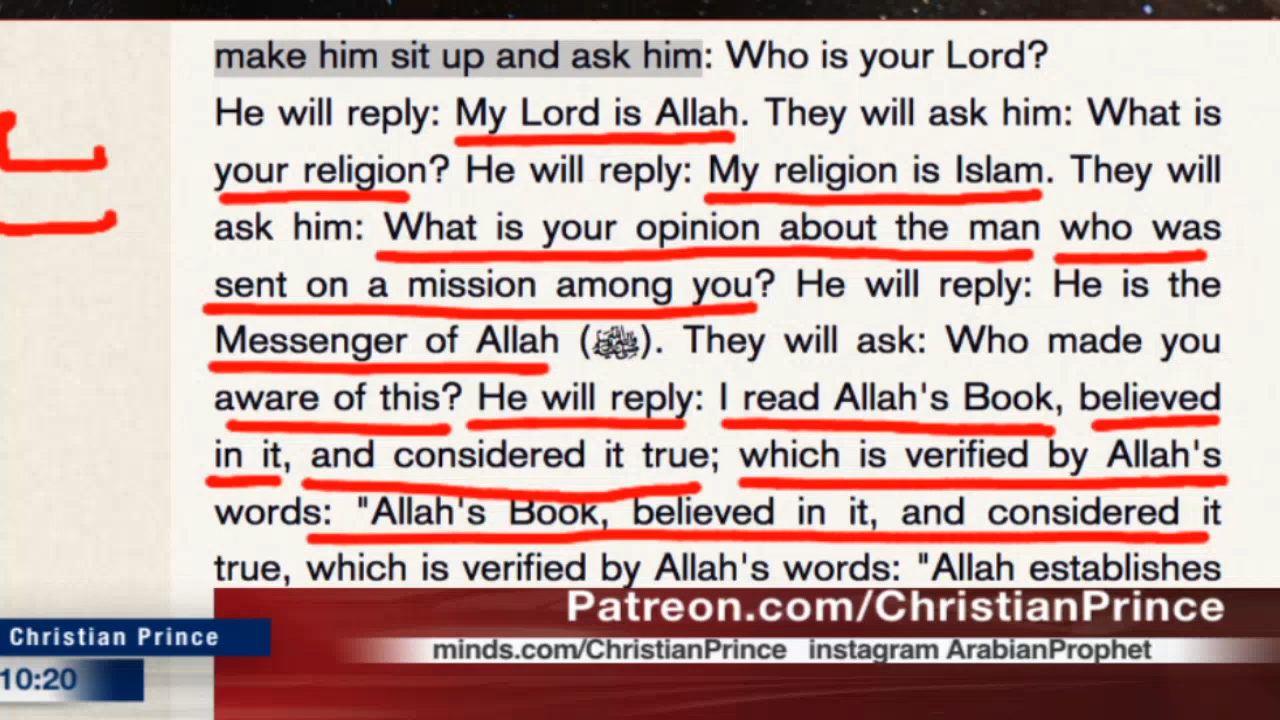 make him sit up and ask him: Who is your Lord?
He will reply: My Lord is Allah. They will ask him: What is
your religion? He will reply: My religion is Islam. They will
ask him: What is your opinion about the man who was
sent on a mission among you? He will reply: He is the
Messenger of Allah (ﷺ). They will ask: Who made you
aware of this? He will reply: I read Allah's Book, believed
in it, and considered it true; which is verified by Allah's
words: "Allah's Book, believed in it, and considered it
true, which is verified by Allah's words: "Allah establishes
Patreon.com/ChristianPrince
Christian Prince
minds.com/ChristianPrince instagram ArabianProphet
10:20